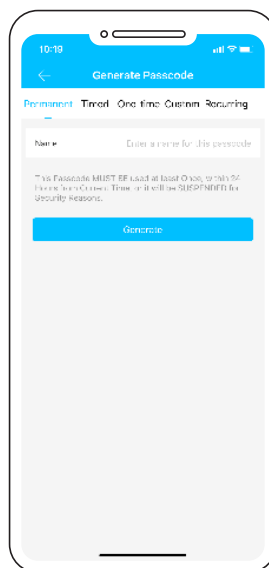 10:19
Generate Passcode
Permanent Timed One-time Custom Recurring
Name Enter a name for this passcode
This Passcode MUST BE used at least Once, within 24
Hours from Current Time, or it will be SUSPENDED for
Security Reasons.
Generate